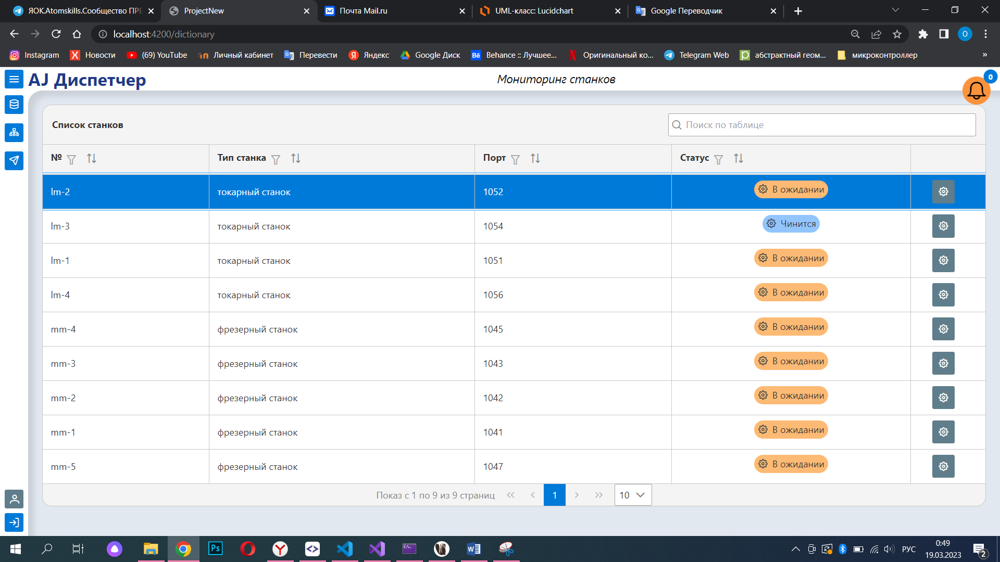 ЯОК.Atomskills.Сообщество ПРБ
ProjectNew
Почта Mail.ru
UML-класс: Lucidchart
Google Переводчик
localhost:4200/dictionary
O
Instagram
Новости
(69) YouTube
Личный кабинет
Перевести
Яндекс
Google Диск
Behance :: Лучшее...
Оригинальный ко...
Telegram Web
абстрактный геом...
микроконтроллер
»
AJ Диспетчер
Мониторинг станков
0
Список станков
Поиск по таблице
№
Тип станка
Порт
Статус
lm-2 токарный станок 1052 В ожидании
lm-3 токарный станок 1054 Чинится
lm-1 токарный станок 1051 В ожидании
lm-4 токарный станок 1056 В ожидании
mm-4 фрезерный станок 1045 В ожидании
mm-3 фрезерный станок 1043 В ожидании
mm-2 фрезерный станок 1042 В ожидании
mm-1 фрезерный станок 1041 В ожидании
mm-5 фрезерный станок 1047 В ожидании
Показ с 1 по 9 из 9 страниц
1
10
РУС
0:49
19.03.2023
2